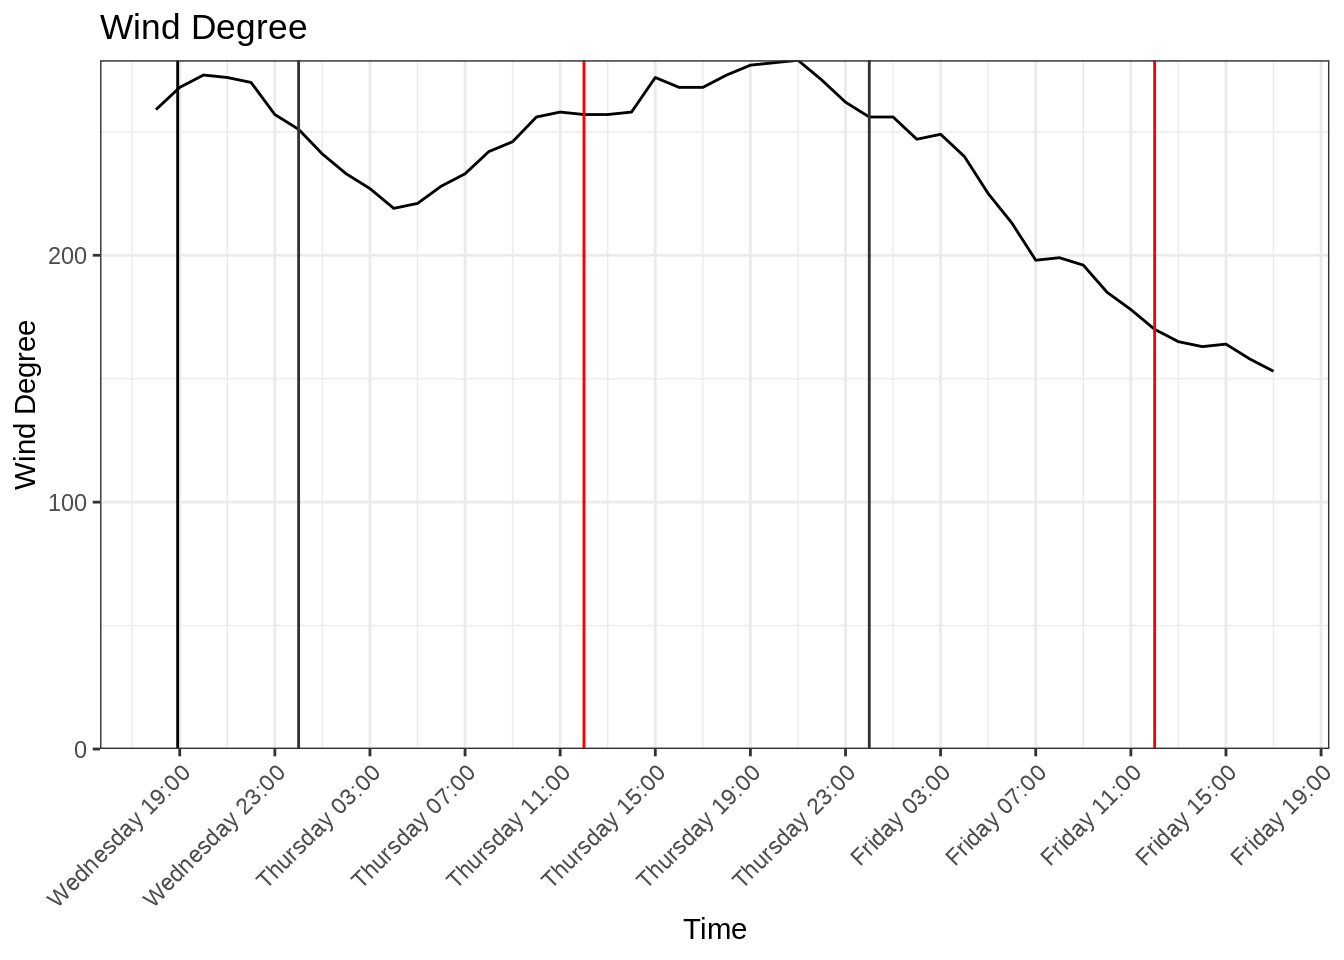 Wind Degree
Wind Degree
200
100
0
Wednesday 19:00
Wednesday 23:00
Thursday 03:00
Thursday 07:00
Thursday 11:00
Thursday 15:00
Thursday 19:00
Thursday 23:00
Friday 03:00
Friday 07:00
Friday 11:00
Friday 15:00
Friday 19:00
Time